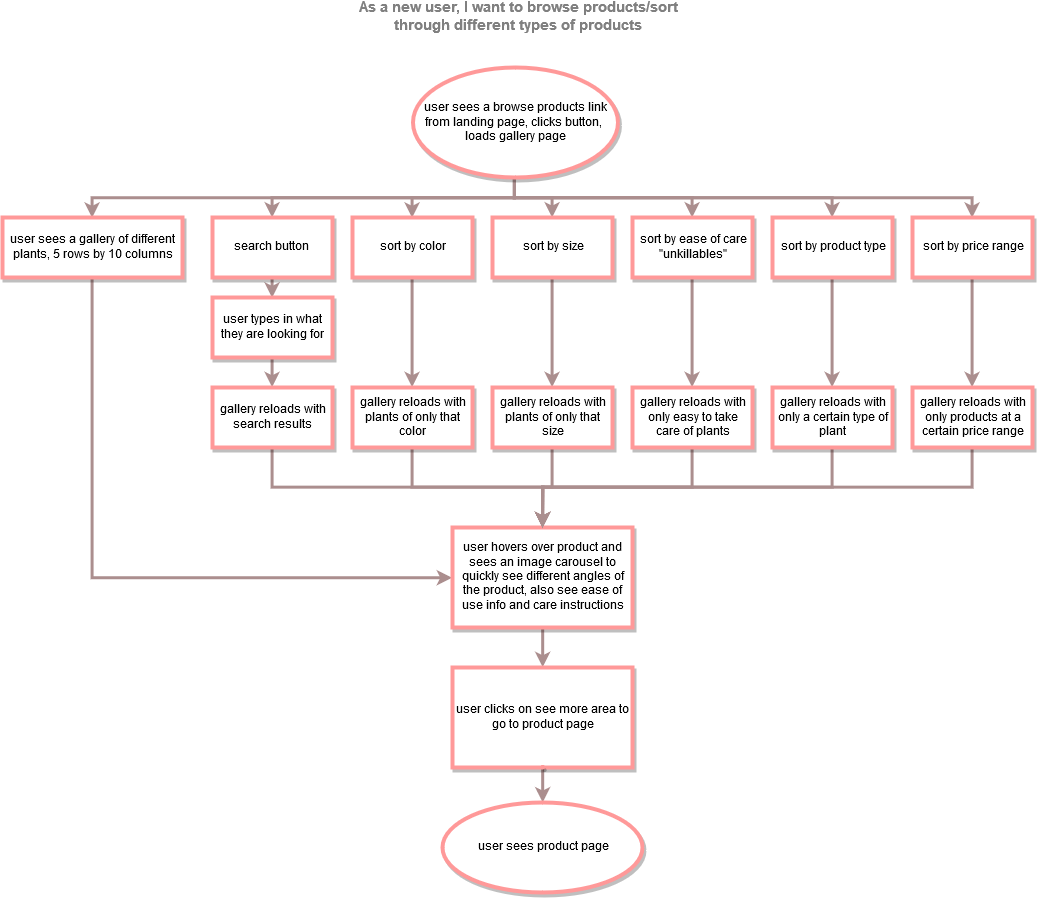 As a new user, I want to browse products/sort
through different types of products
user sees a browse products link
from landing page, clicks button,
loads gallery page
user sees a gallery of different
plants, 5 rows by 10 columns
search button
sort by color
sort by size
sort by ease of care
"unkillables"
sort by product type
sort by price range
user types in what
they are looking for
gallery reloads with
search results
gallery reloads with
plants of only that
color
gallery reloads with
plants of only that
size
gallery reloads with
only easy to take
care of plants
gallery reloads with
only a certain type of
plant
gallery reloads with
only products at a
certain price range
user hovers over product and
sees an image carousel to
quickly see different angles of
the product, also see ease of
use info and care instructions
user clicks on see more area to
go to product page
user sees product page